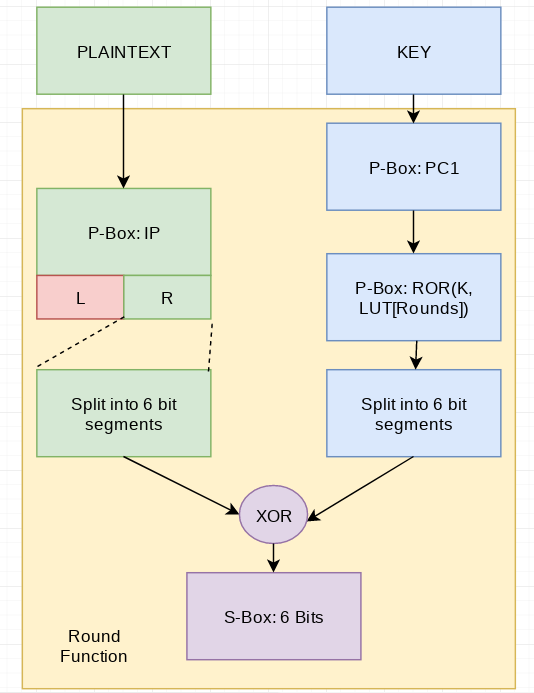 PLAINTEXT
KEY
P-Box: PC1
P-Box: IP
L
R
P-Box: ROR(K,
LUT[Rounds])
Split into 6 bit
segments
Split into 6 bit
segments
XOR
S-Box: 6 Bits
Round
Function